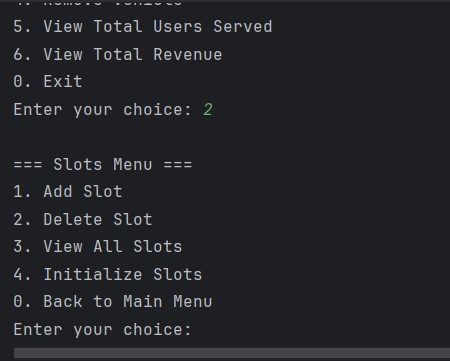 5. View Total Users Served
6. View Total Revenue
0. Exit
Enter your choice: 2
=== Slots Menu ===
1. Add Slot
2. Delete Slot
3. View All Slots
4. Initialize Slots
0. Back to Main Menu
Enter your choice: